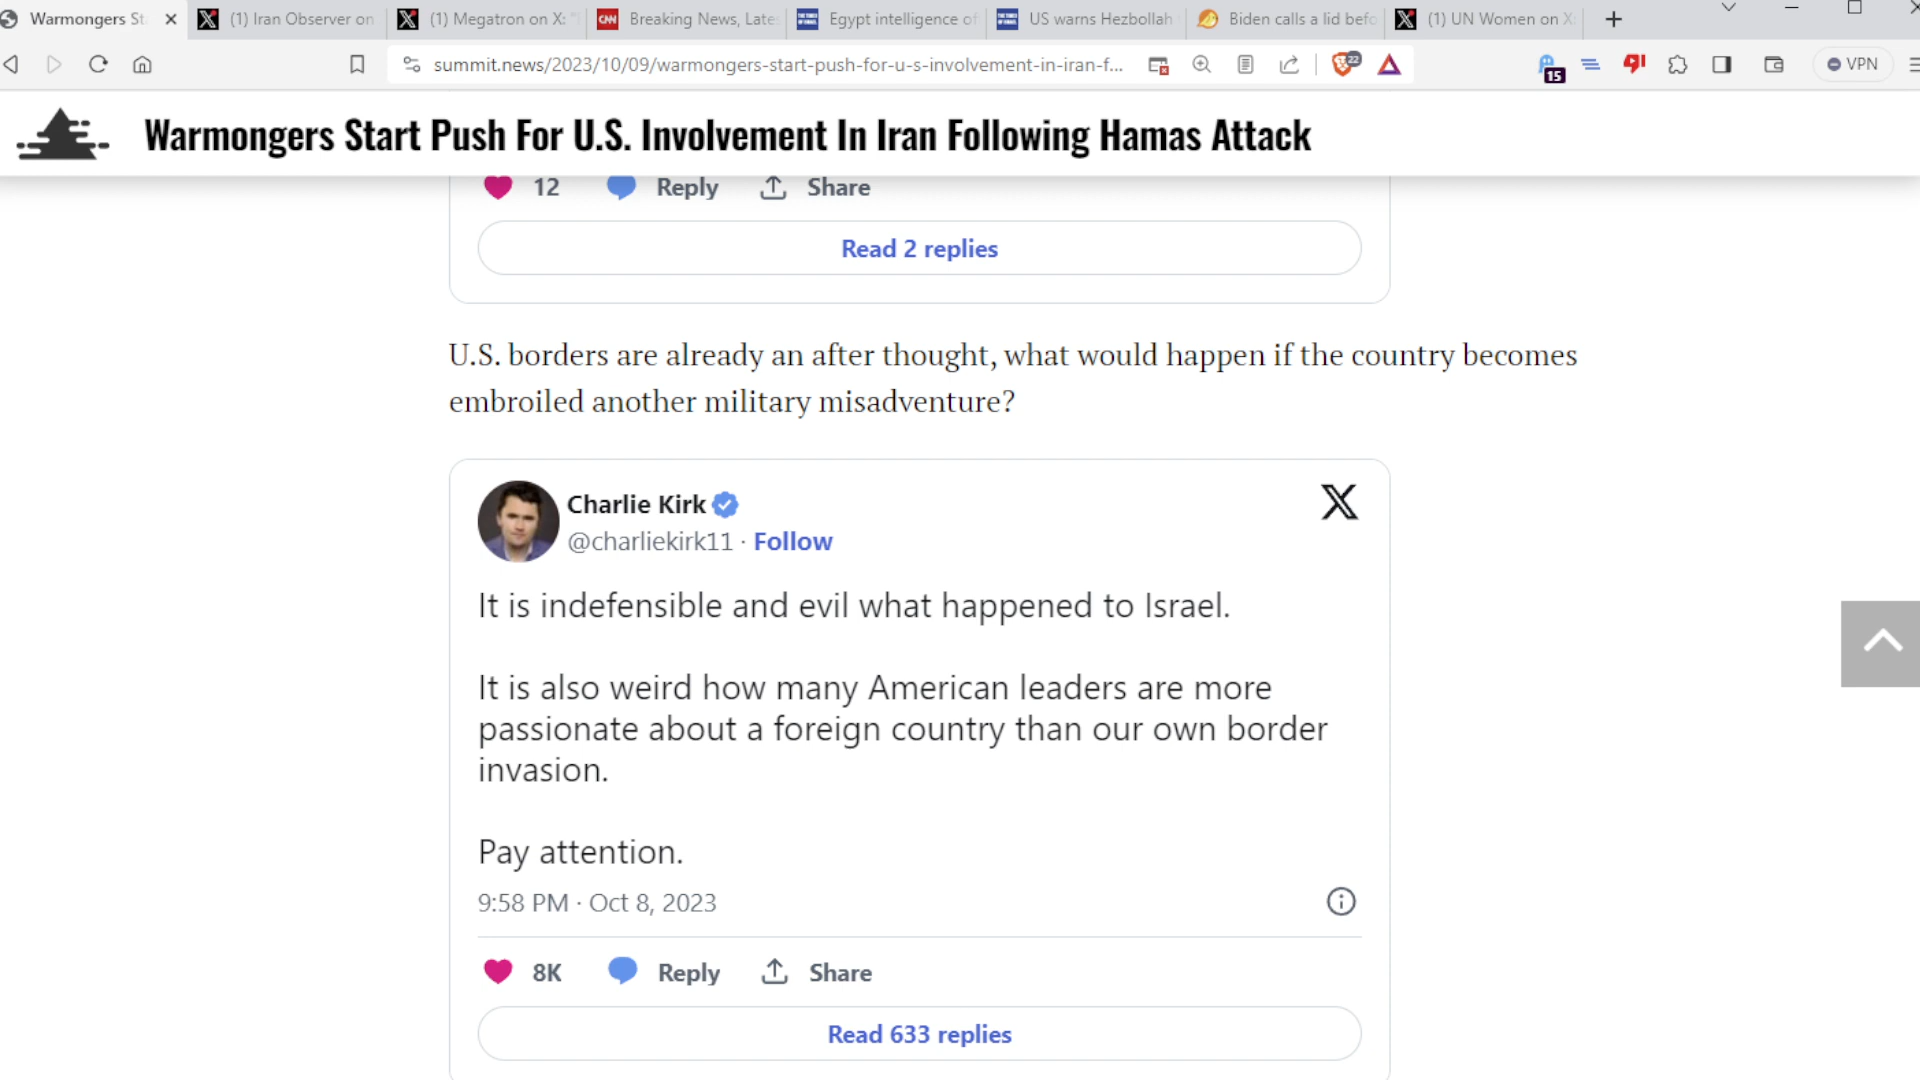 Warmongers St
(1) Iran Observer on
(1) Megatron on X: "
CNN
Breaking News, Lates
Egypt intelligence of
US warns Hezbollah
Biden calls a lid befo
(1) UN Women on X
summit.news/2023/10/09/warmongers-start-push-for-u-s-involvement-in-iran-f...
22
15
VPN
Warmongers Start Push For U.S. Involvement In Iran Following Hamas Attack
12 Reply Share
Read 2 replies
U.S. borders are already an after thought, what would happen if the country becomes
embroiled another military misadventure?
Charlie Kirk
@charliekirk11 · Follow
It is indefensible and evil what happened to Israel.
It is also weird how many American leaders are more
passionate about a foreign country than our own border
invasion.
Pay attention.
9:58 PM · Oct 8, 2023
8K Reply Share
Read 633 replies